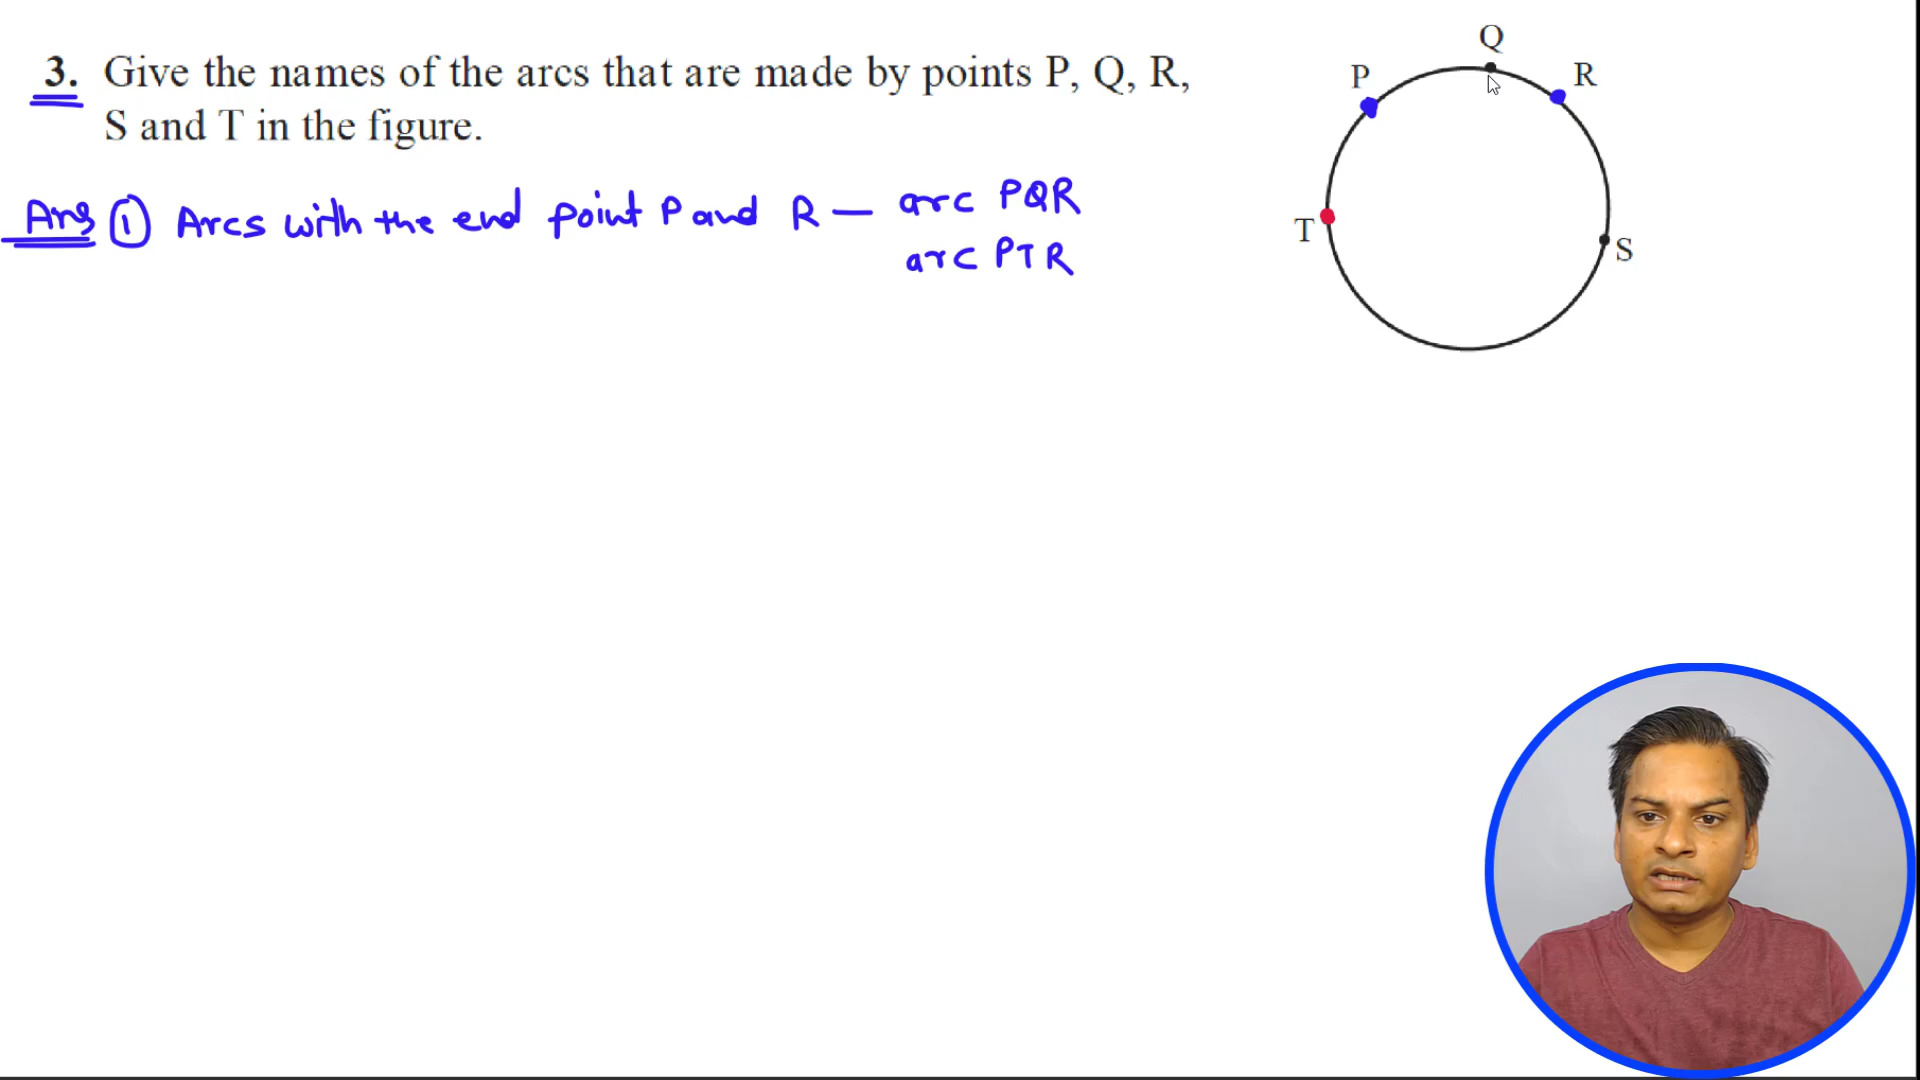 3. Give the names of the arcs that are made by points P, Q, R,
S and T in the figure.
Ans ① Arcs with the end point P and R — arc PQR
arc PTR
Q
P
R
T
S